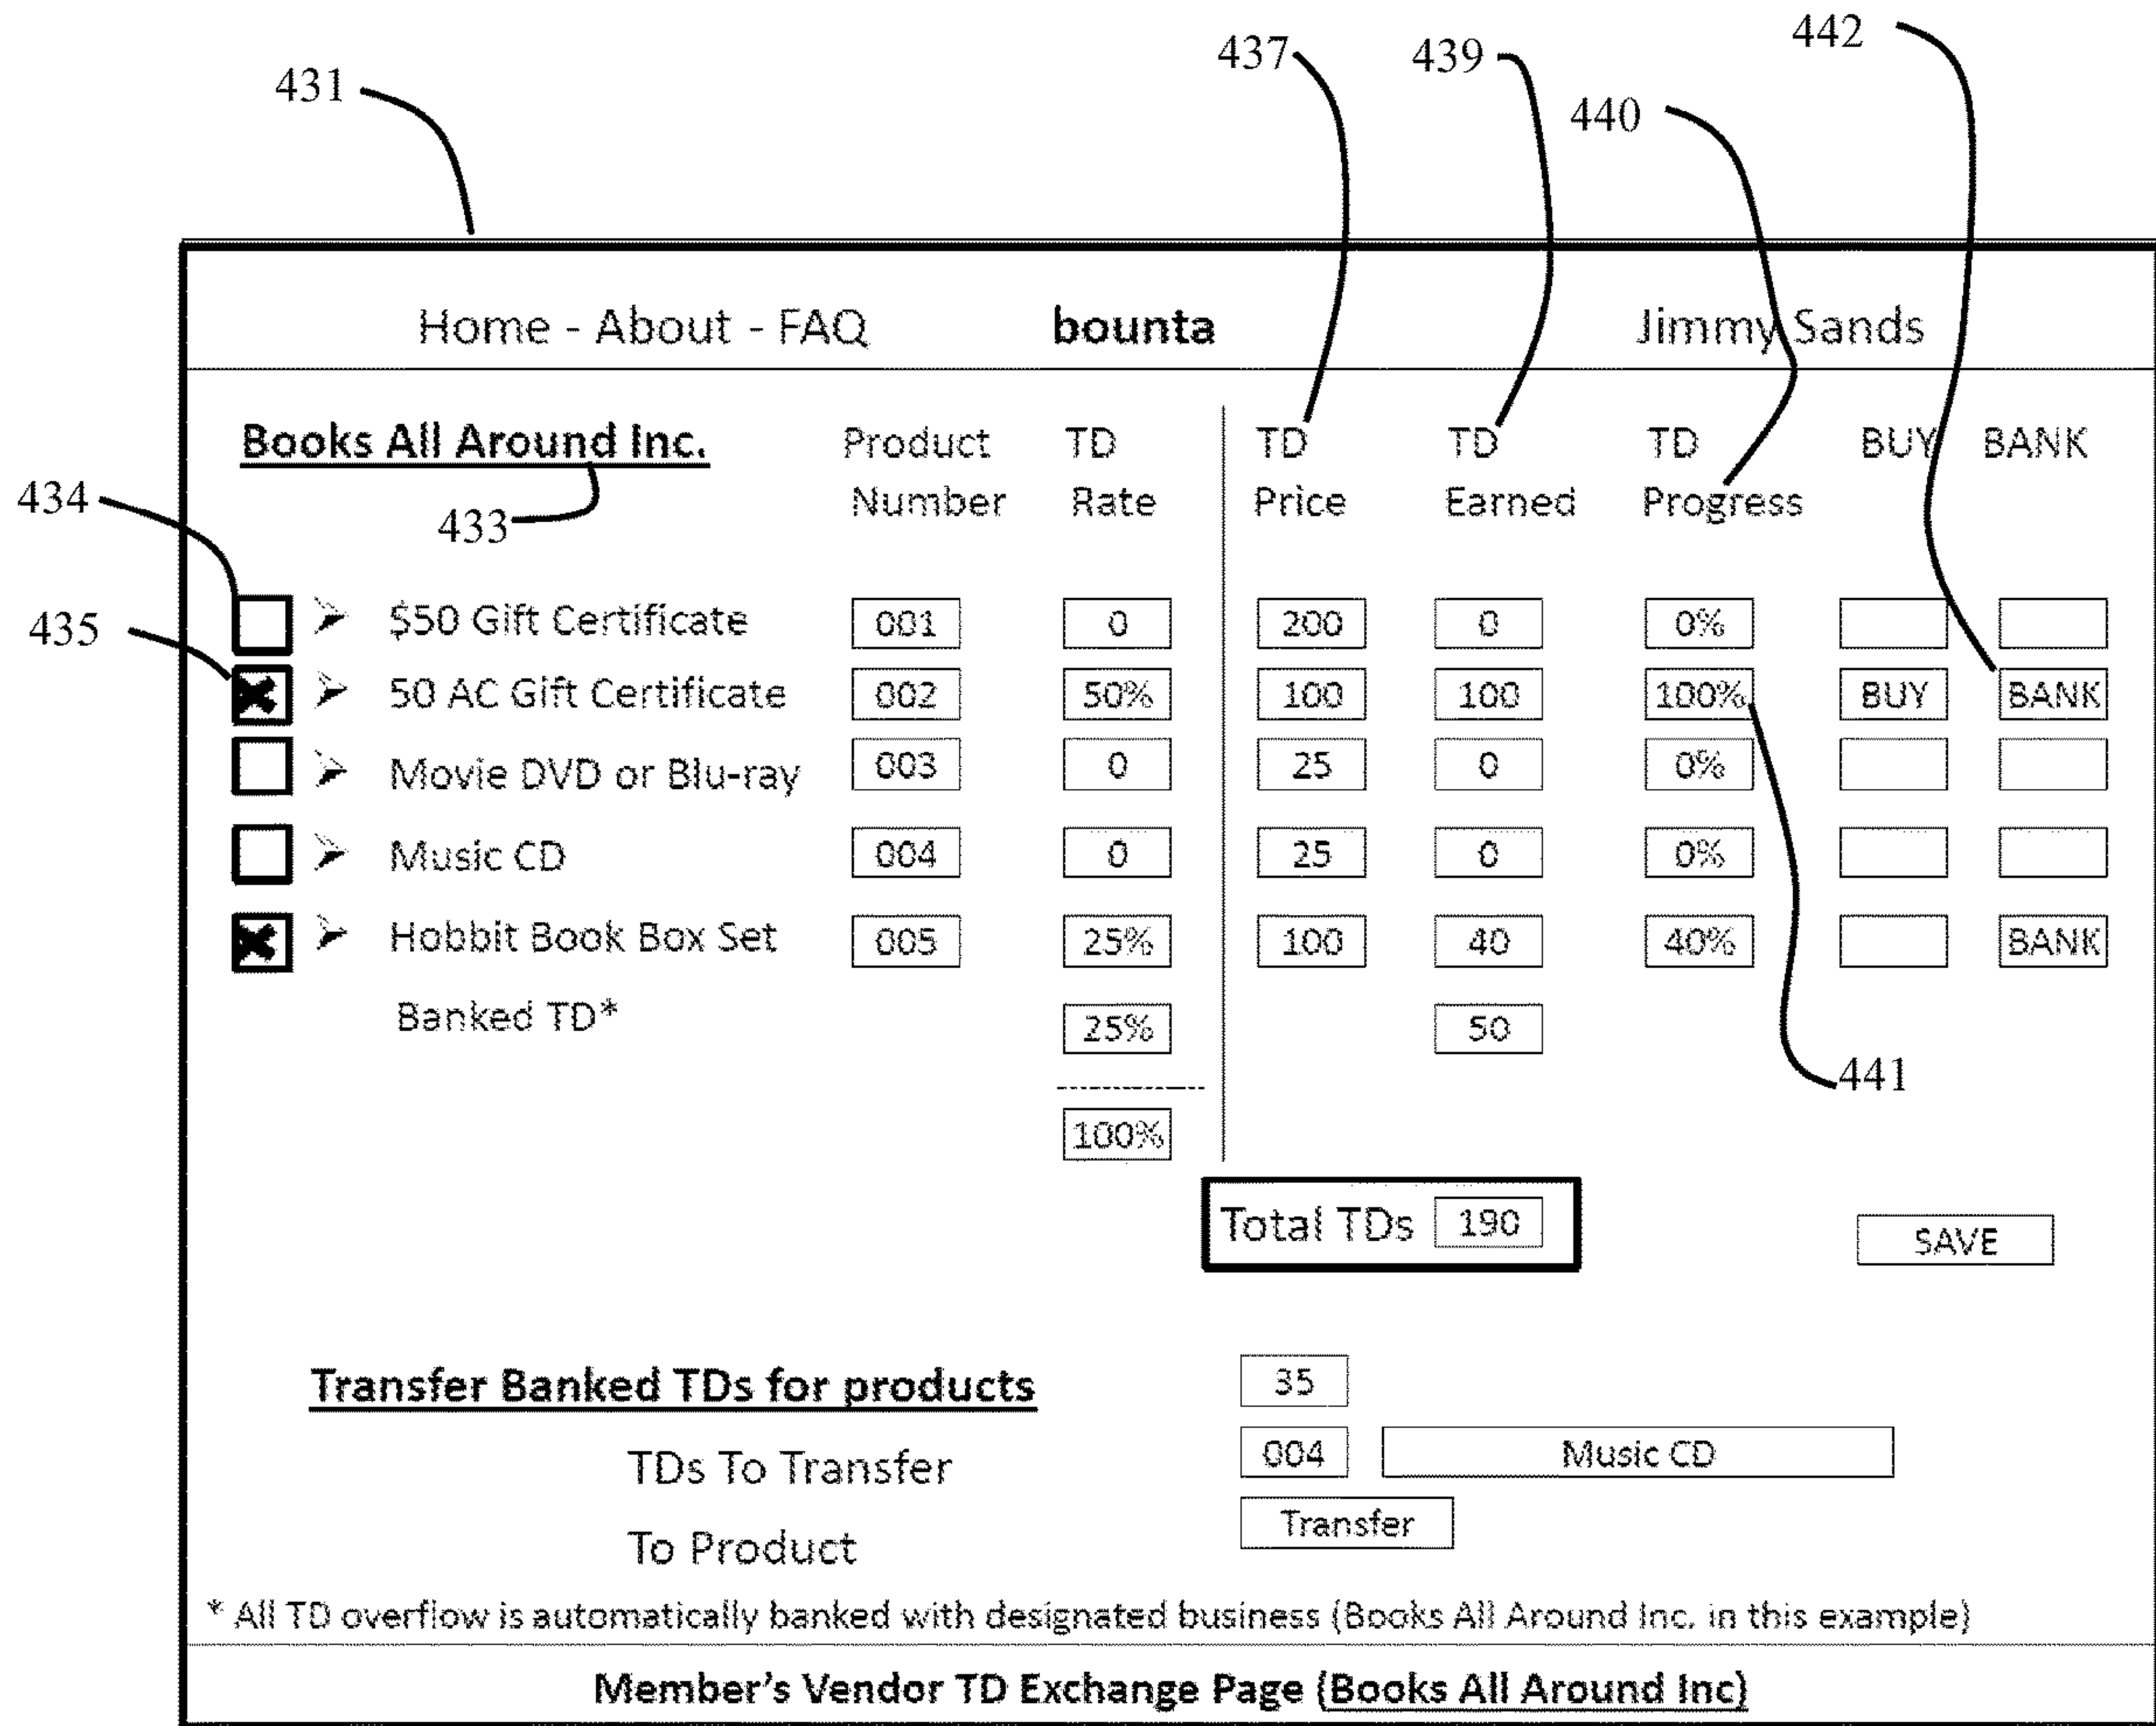 442
437
439
431
440
Home - About - FAQ bounta Jimmy Sands
Books All Around Inc. Product TD TD TD TD BUY BANK
434
Number Rate Price Earned Progress
433
$50 Gift Certificate 001 0 200 0 0%
435
50 AC Gift Certificate 002 50% 100 100 100% BUY BANK
Movie DVD or Blu-ray 003 0 25 0 0%
Music CD 004 0 25 0 0%
Hobbit Book Box Set 005 25% 100 40 40% BANK
Banked TD* 25% 50
441
100%
Total TDs 190
SAVE
Transfer Banked TDs for products 35
TDs To Transfer 004 Music CD
To Product Transfer
* All TD overflow is automatically banked with designated business (Books All Around Inc. in this example)
Member's Vendor TD Exchange Page (Books All Around Inc)